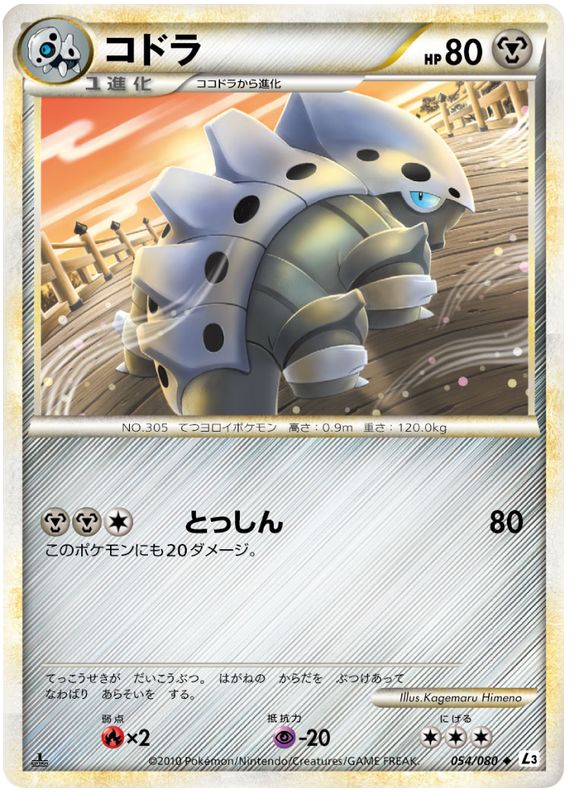 コドラ
HP 80
1進化
ココドラから進化
NO.305 てつヨロイポケモン 高さ:0.9m 重さ:120.0kg
とっしん 80
このポケモンにも20ダメージ。
てっこうせきが だいこうぶつ。 はがねの からだを ぶつけあって
なわばり あらそいを する。
Illus.Kagemaru Himeno
弱点 抵抗力 にげる
×2 -20
1 EDITION
©2010 Pokémon/Nintendo/Creatures/GAME FREAK. 054/080 ◆ L3